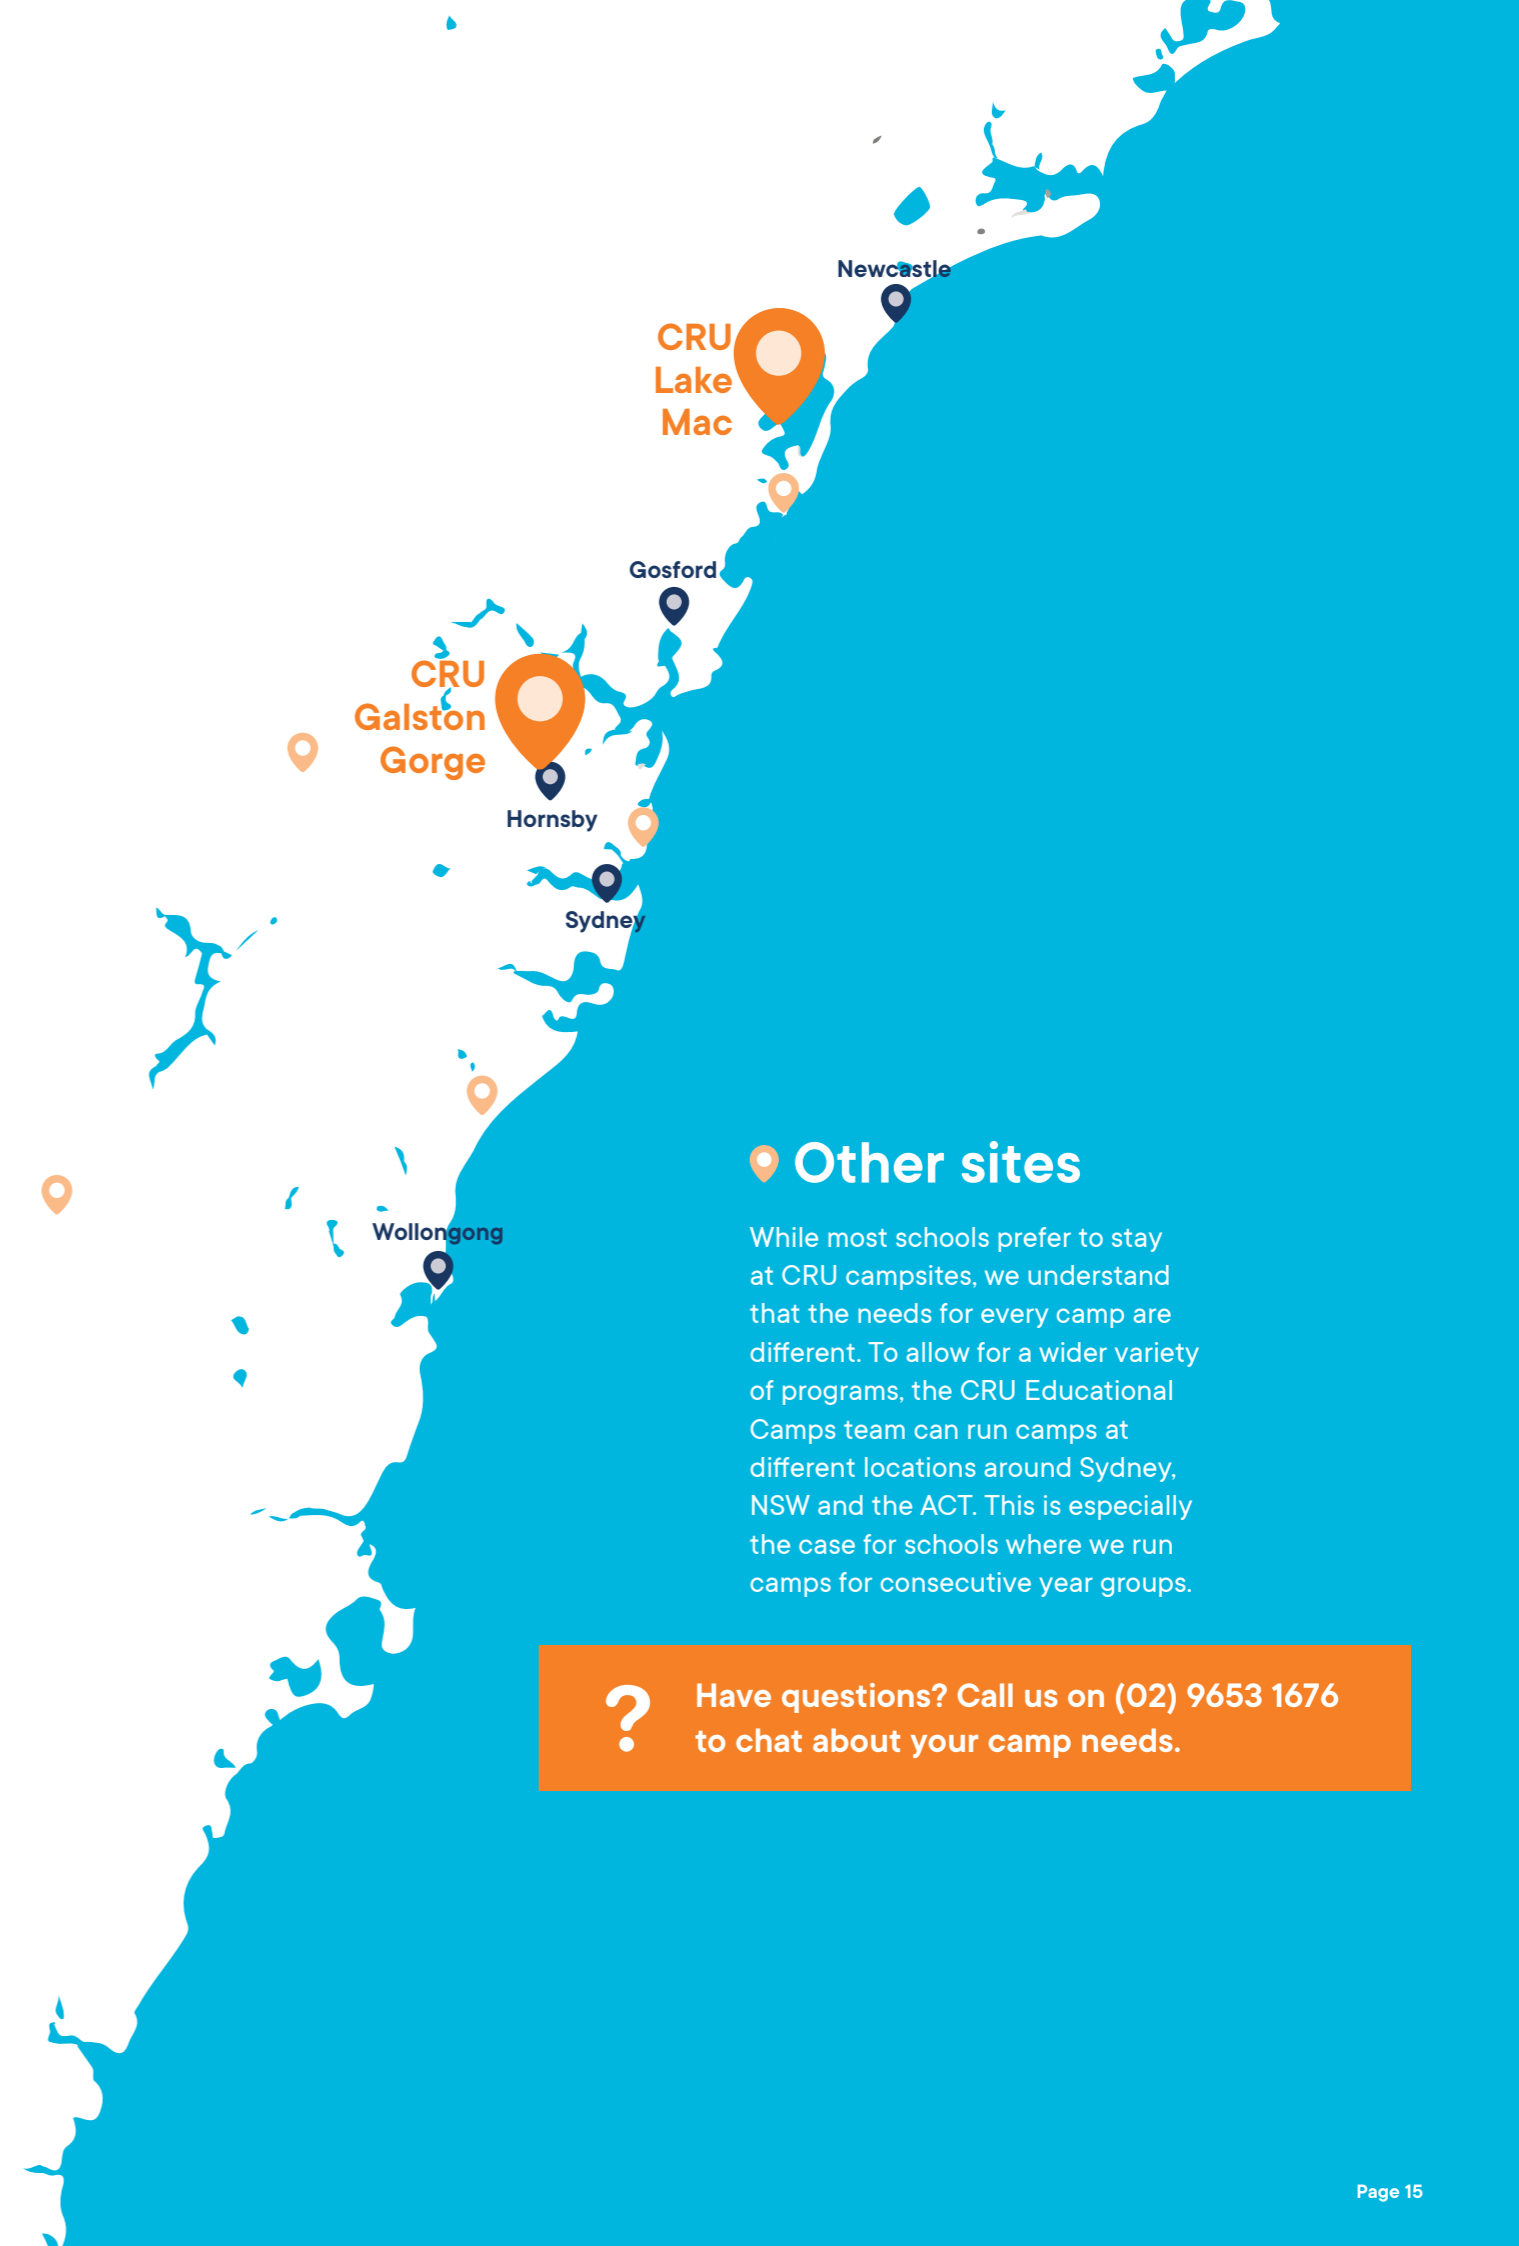 Newcastle
CRU
Lake
Mac
Gosford
CRU
Galston
Gorge
Hornsby
Sydney
Other sites
While most schools prefer to stay
at CRU campsites, we understand
that the needs for every camp are
different. To allow for a wider variety
of programs, the CRU Educational
Camps team can run camps at
different locations around Sydney,
NSW and the ACT. This is especially
the case for schools where we run
camps for consecutive year groups.
Wollongong
?
Have questions? Call us on (02) 9653 1676
to chat about your camp needs.
Page 15